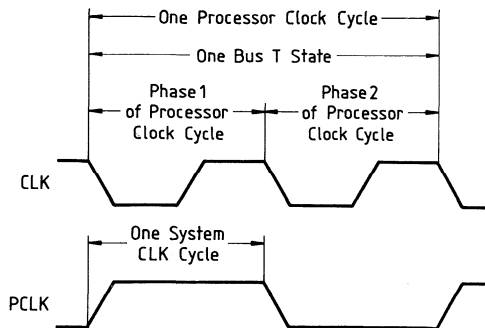 One Processor Clock Cycle
One Bus T State
Phase 1
of Processor
Clock Cycle
Phase 2
of Processor
Clock Cycle
CLK
One System
CLK Cycle
PCLK